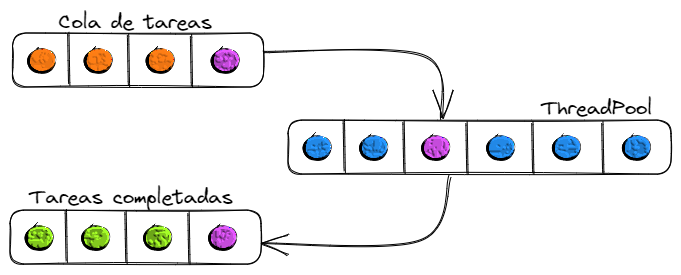 Cola de tareas
ThreadPool
Tareas completadas